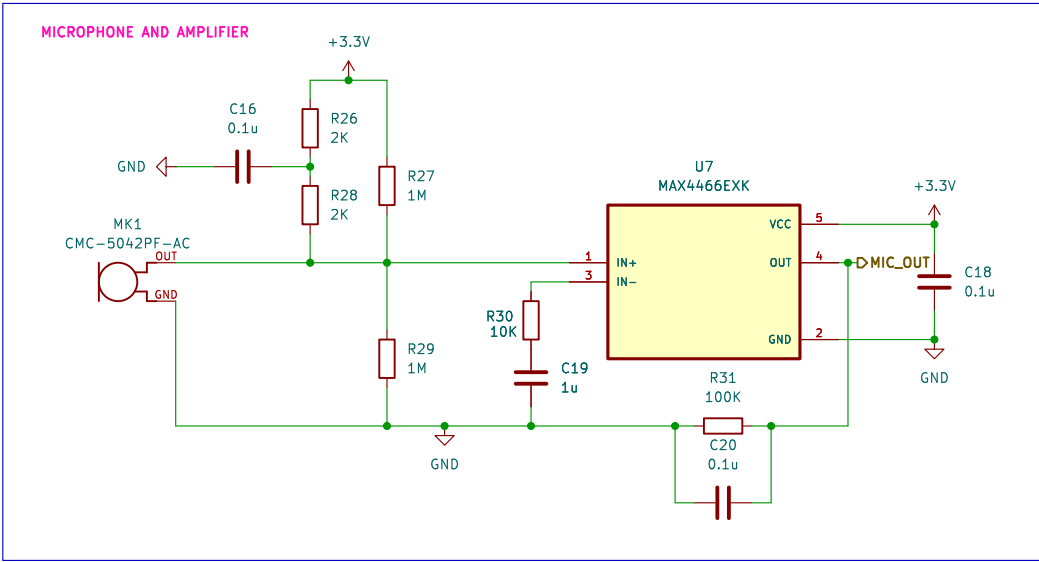 MICROPHONE AND AMPLIFIER
+3.3V
C16
0.1u
R26
2K
GND
R27
1M
R28
2K
U7
MAX4466EXK
+3.3V
MK1
CMC-5042PF-AC
OUT
GND
1
IN+
3
IN-
VCC
5
OUT
4
MIC_OUT
GND
2
C18
0.1u
GND
R30
10K
R29
1M
C19
1u
R31
100K
GND
C20
0.1u